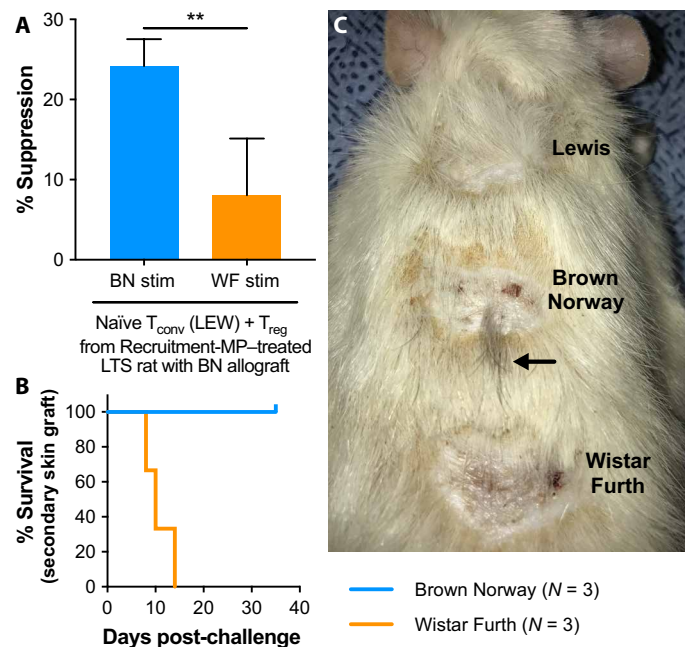 A
% Suppression
30
20
10
0
**
BN stim
WF stim
Naïve Tconv (LEW) + Treg
from Recruitment-MP–treated
LTS rat with BN allograft
B
% Survival
(secondary skin graft)
100
80
60
40
20
0
0
10
20
30
40
Days post-challenge
C
Lewis
Brown
Norway
Wistar
Furth
Brown Norway (N = 3)
Wistar Furth (N = 3)